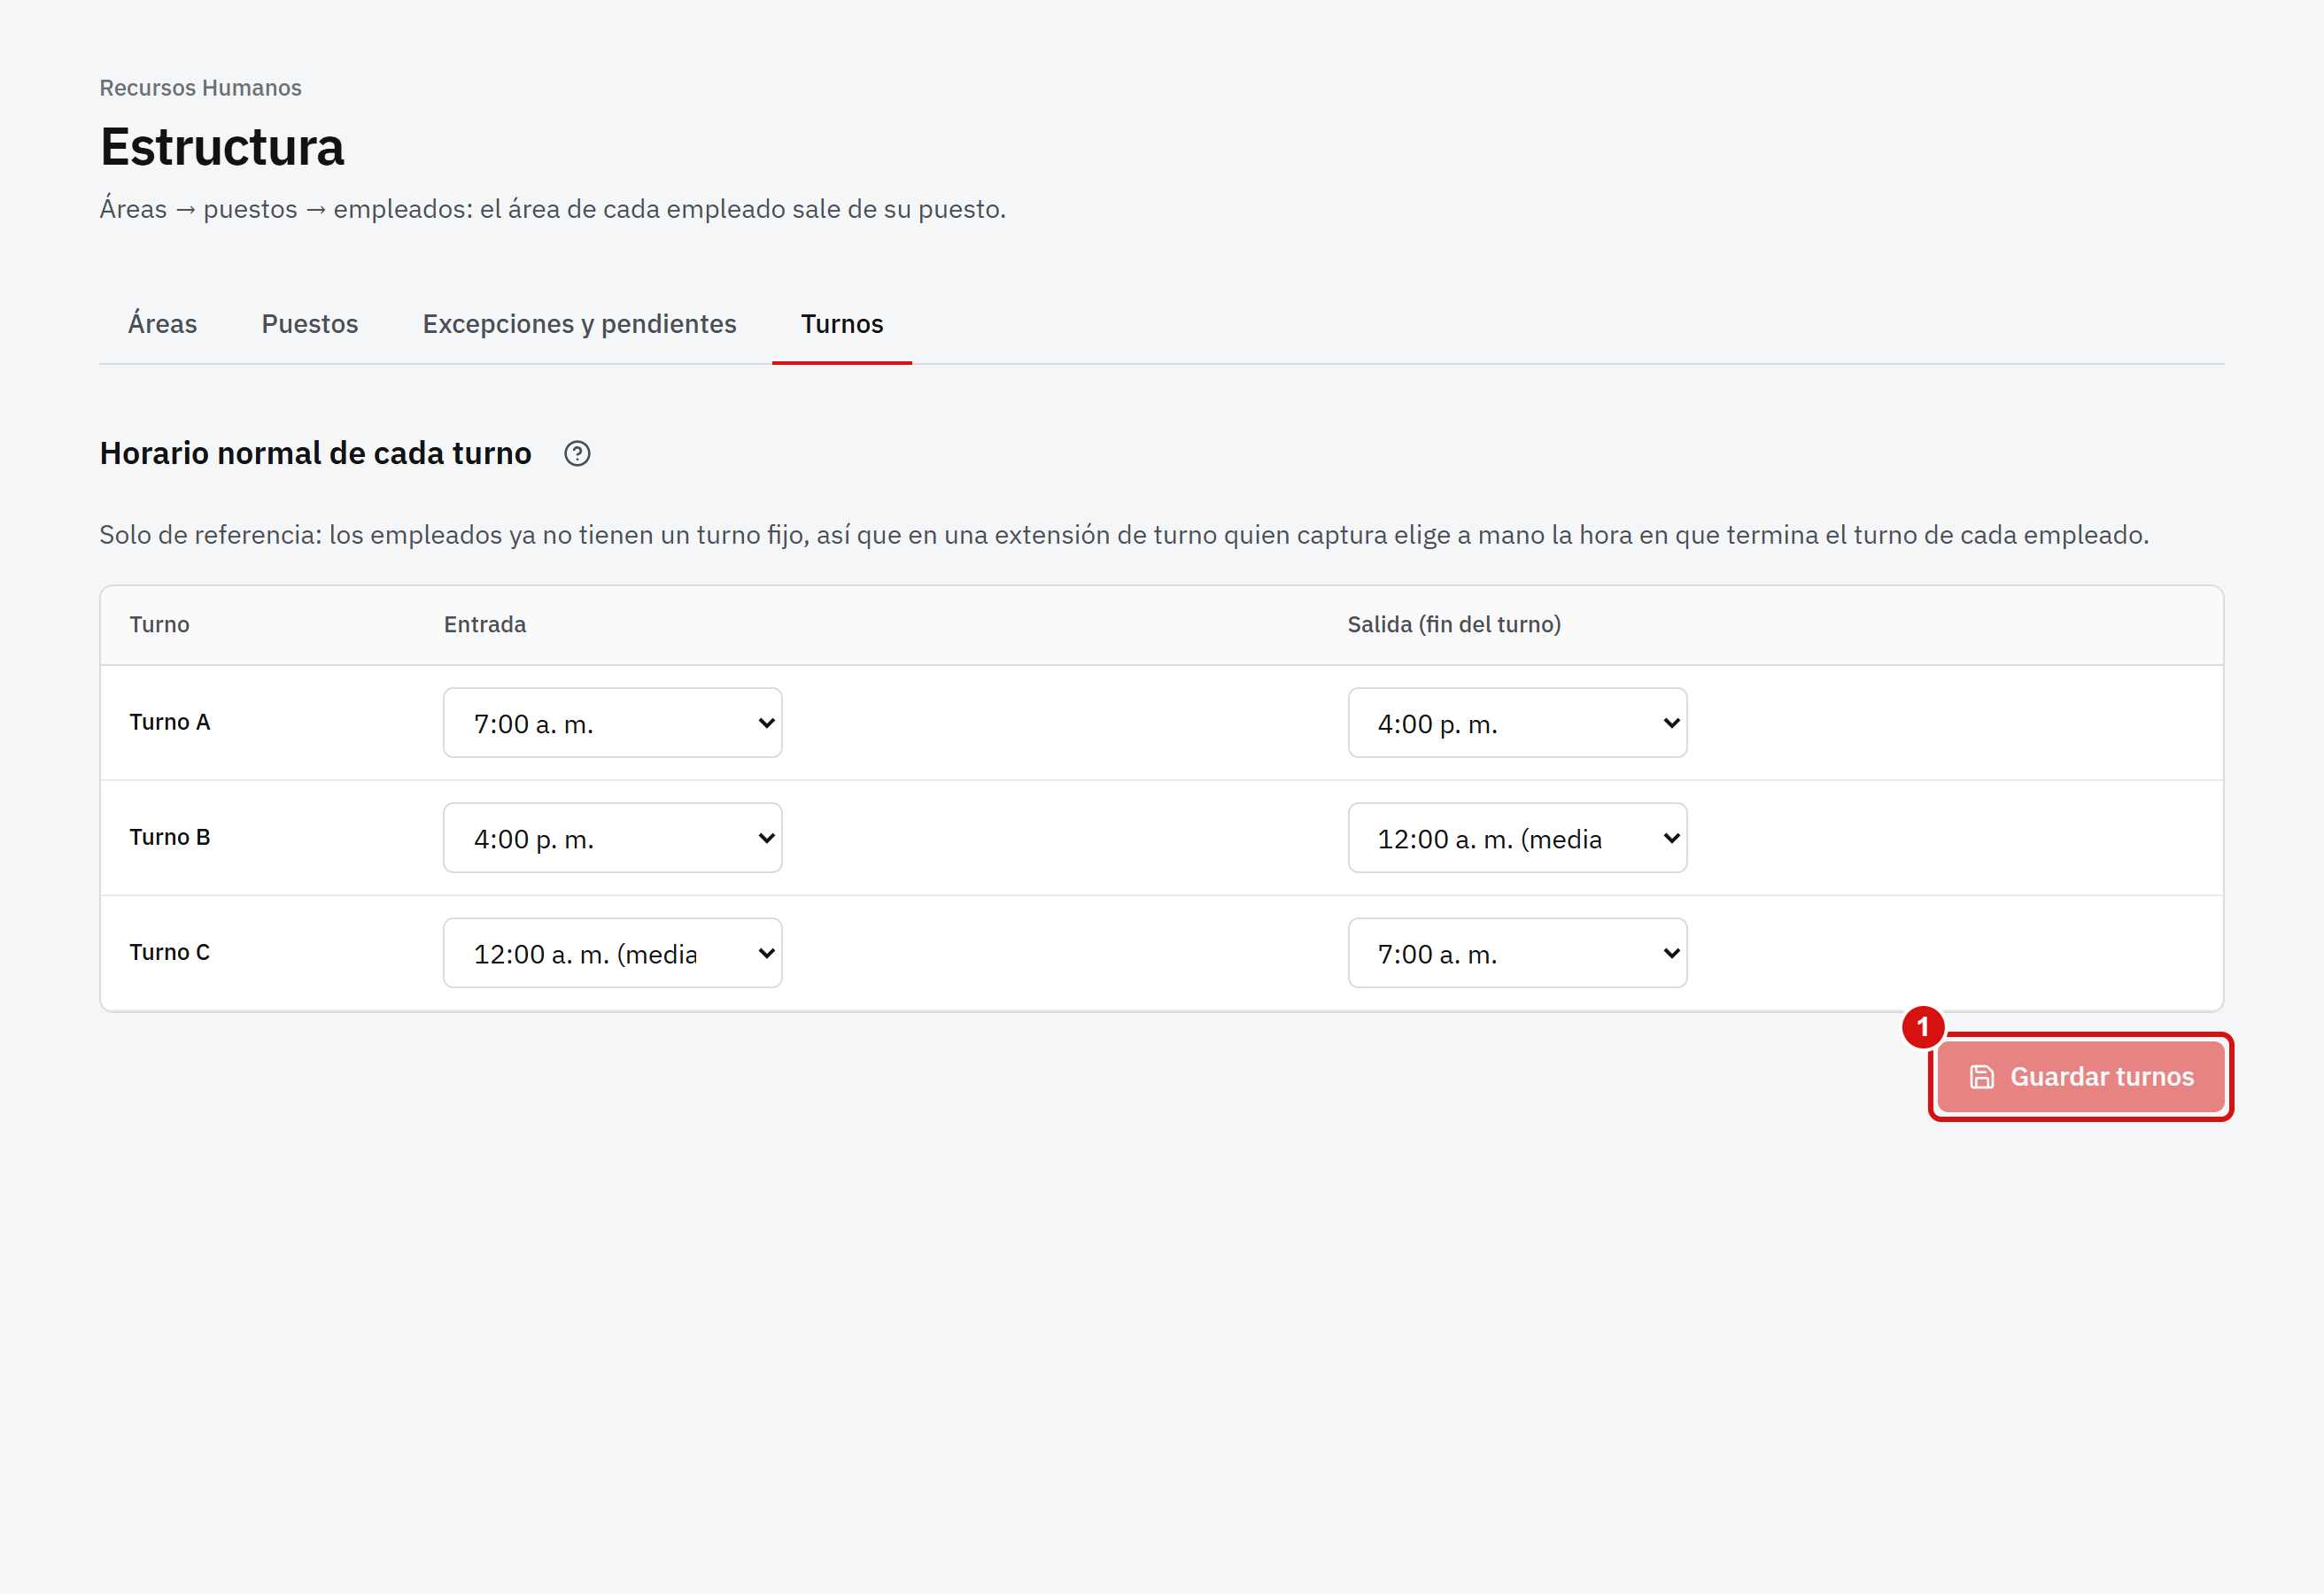 Recursos Humanos
Estructura
Áreas → puestos → empleados: el área de cada empleado sale de su puesto.
Áreas Puestos Excepciones y pendientes Turnos
Horario normal de cada turno ?
Solo de referencia: los empleados ya no tienen un turno fijo, así que en una extensión de turno quien captura elige a mano la hora en que termina el turno de cada empleado.
Turno Entrada Salida (fin del turno)
Turno A 7:00 a. m. 4:00 p. m.
Turno B 4:00 p. m. 12:00 a. m. (media
Turno C 12:00 a. m. (media 7:00 a. m.
1
Guardar turnos